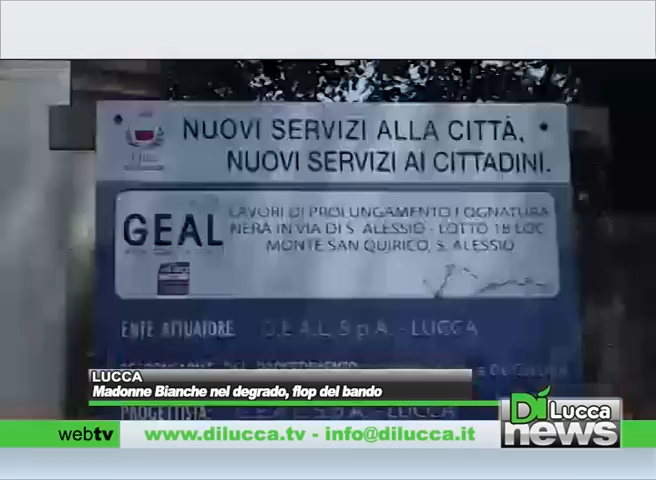 NUOVI SERVIZI ALLA CITTÀ,
NUOVI SERVIZI AI CITTADINI.
GEAL
LAVORI DI PROLUNGAMENTO FOGNATURA
NERA IN VIA DI S. ALESSIO - LOTTO 1B LOC.
MONTE SAN QUIRICO, S. ALESSIO
ENTE ATTUATORE G.E.A.L. S.p.A. - LUCCA
LUCCA
Madonne Bianche nel degrado, flop del bando
PROGETTISTA: G.E.A.L. S.p.A. - LUCCA
webtv www.dilucca.tv - info@dilucca.it
Di Lucca
news